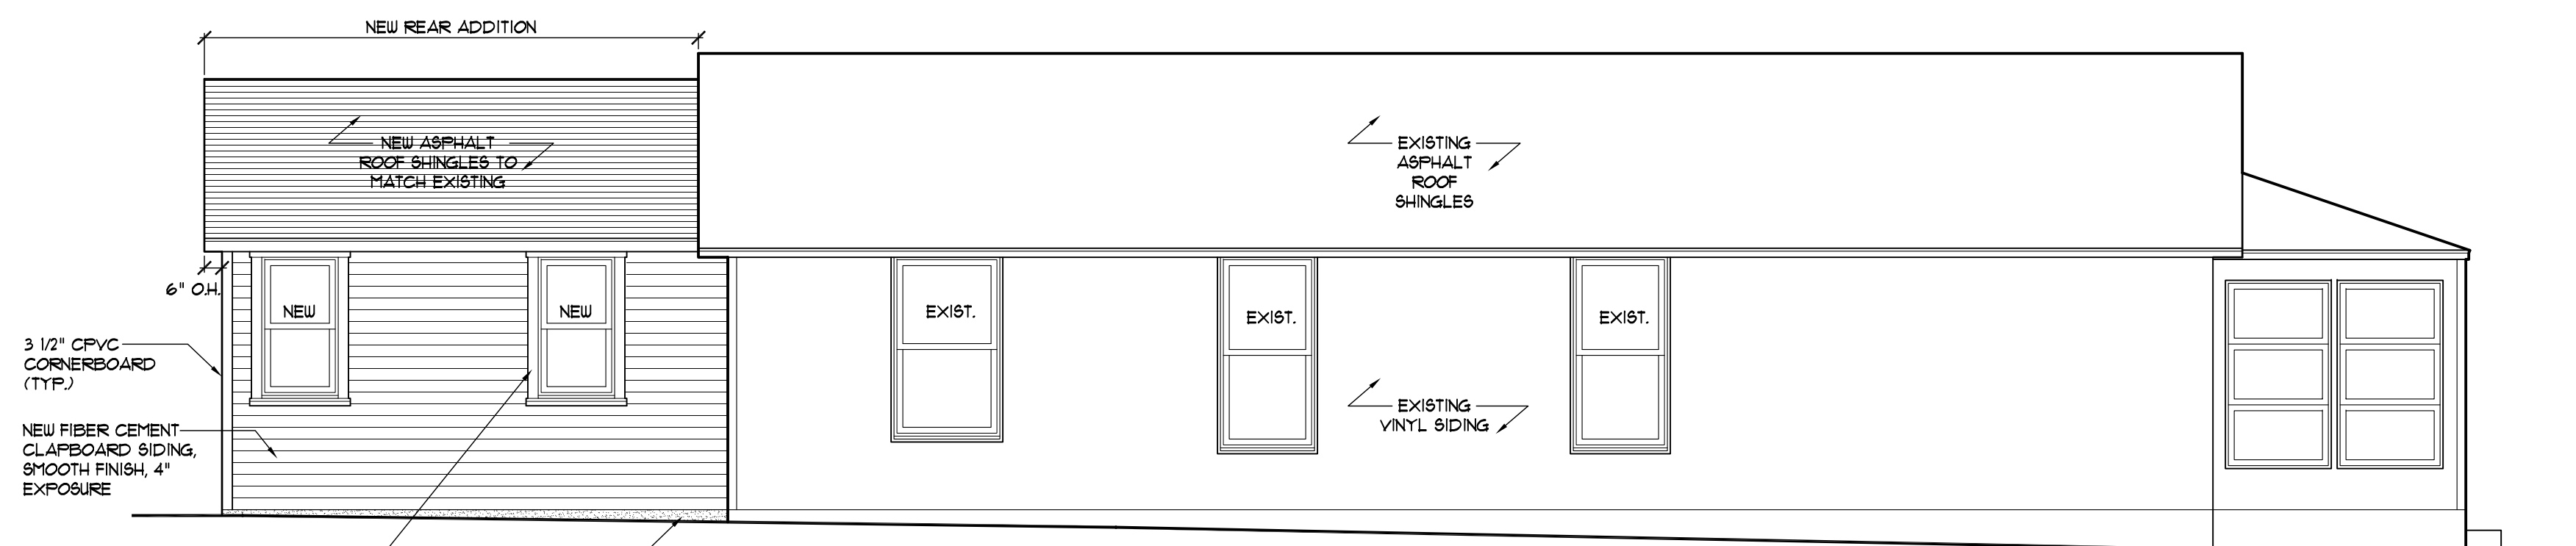 NEW REAR ADDITION
NEW ASPHALT
ROOF SHINGLES TO
MATCH EXISTING
EXISTING
ASPHALT
ROOF
SHINGLES
6" O.H.
NEW
NEW
EXIST.
EXIST.
EXIST.
3 1/2" CPVC
CORNERBOARD
(TYP.)
EXISTING
VINYL SIDING
NEW FIBER CEMENT
CLAPBOARD SIDING,
SMOOTH FINISH, 4"
EXPOSURE